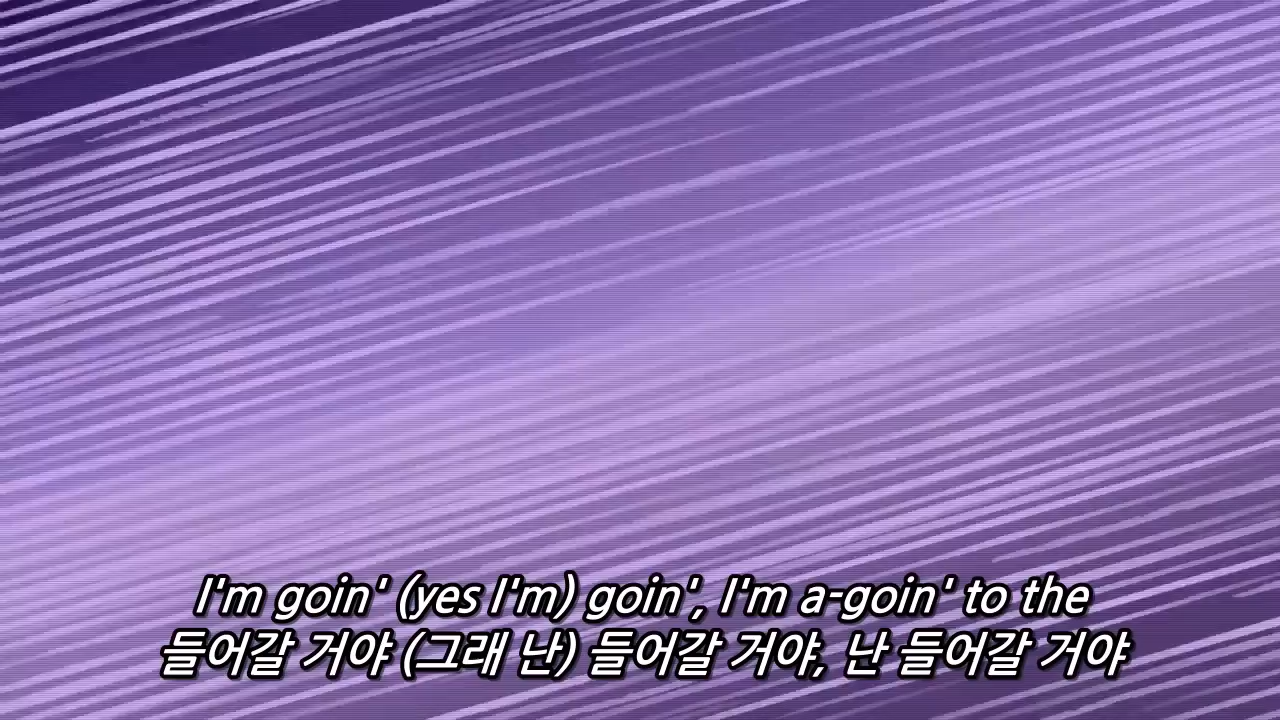 I'm goin' (yes I'm) goin', I'm a-goin' to the
들어갈 거야 (그래 난) 들어갈 거야, 난 들어갈 거야